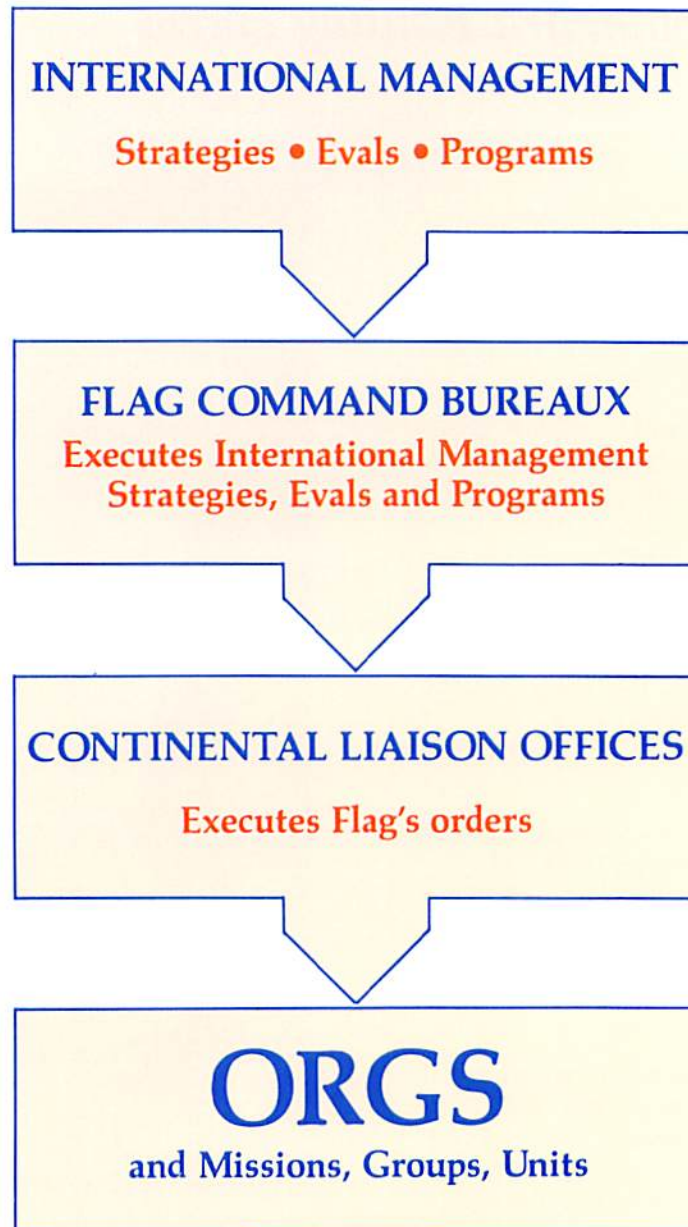 INTERNATIONAL MANAGEMENT
Strategies • Evals • Programs
FLAG COMMAND BUREAUX
Executes International Management
Strategies, Evals and Programs
CONTINENTAL LIAISON OFFICES
Executes Flag's orders
ORGS
and Missions, Groups, Units